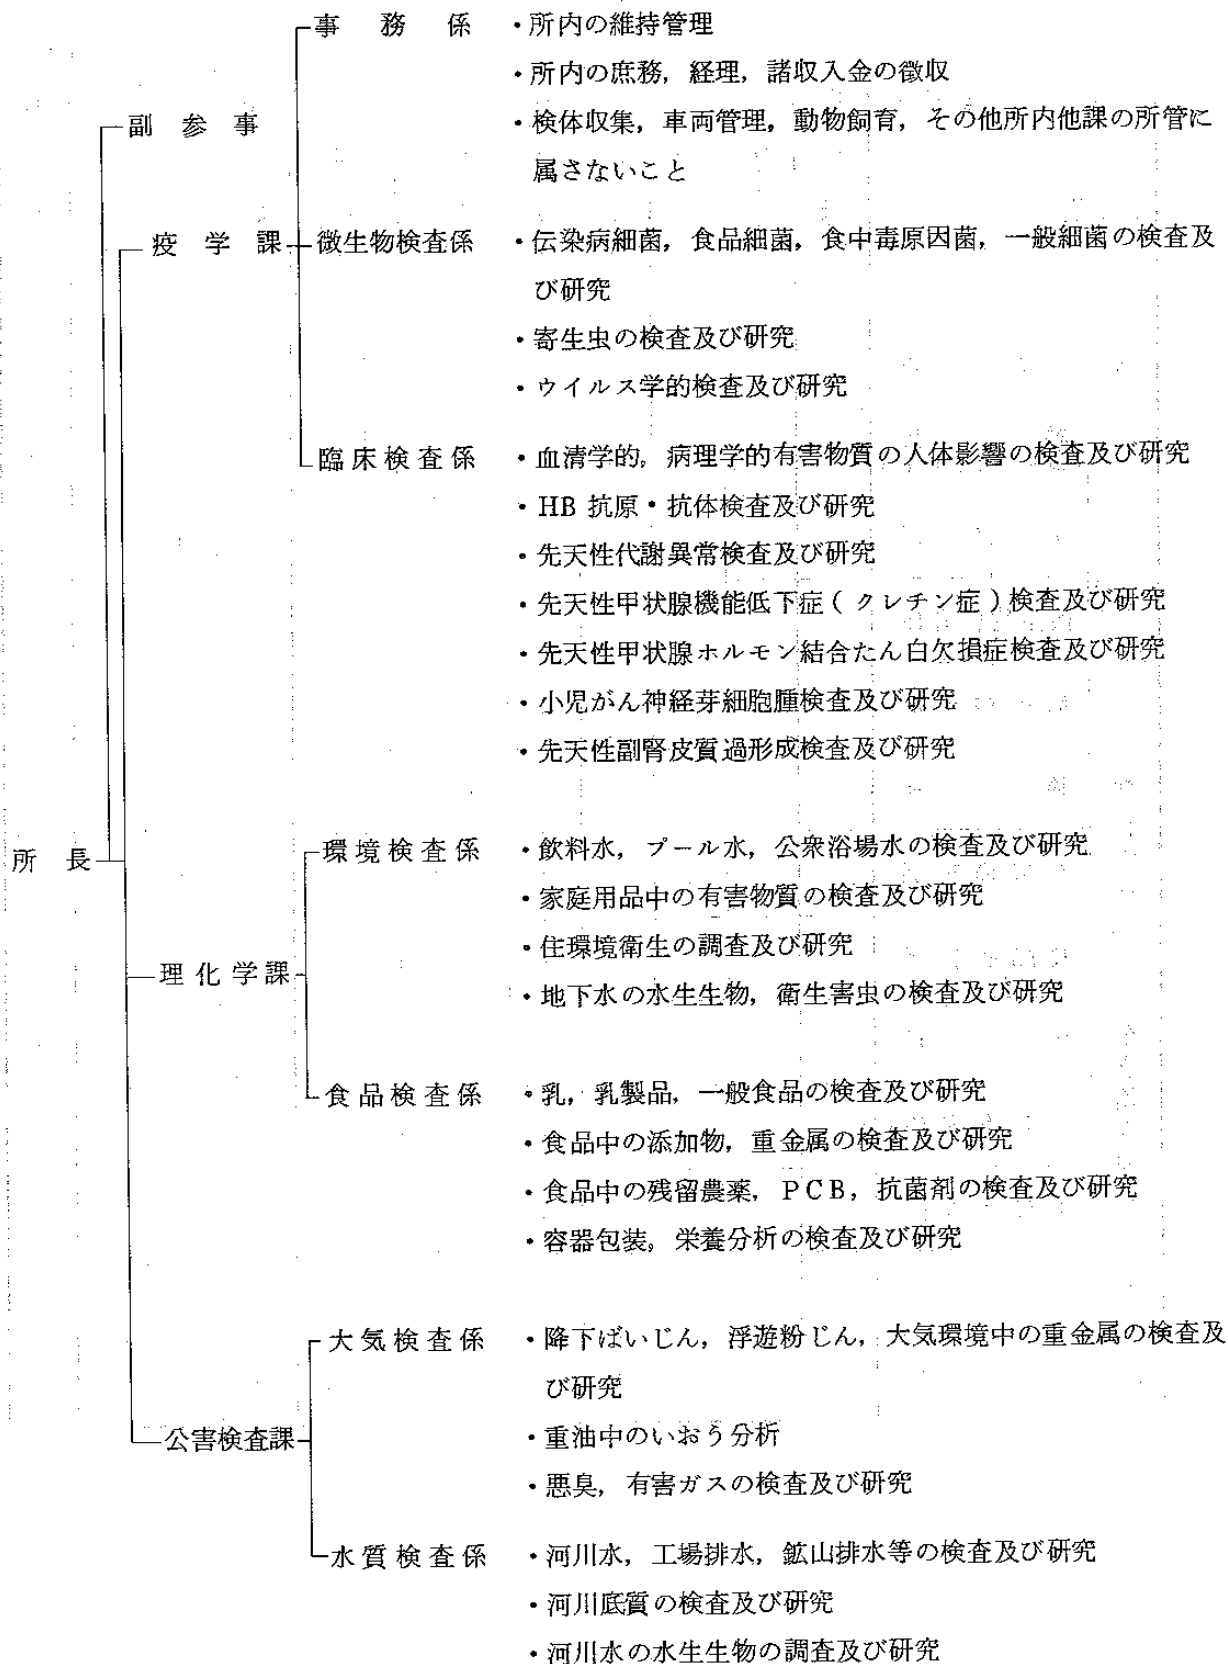 事務係 ・所内の維持管理
・所内の庶務，経理，諸収入金の徴収
副参事 ・検体収集，車両管理，動物飼育，その他所内他課の所管に
属さないこと
疫学課 微生物検査係 ・伝染病細菌，食品細菌，食中毒原因菌，一般細菌の検査及
び研究
・寄生虫の検査及び研究
・ウイルス学的検査及び研究
臨床検査係 ・血清学的，病理学的有害物質の人体影響の検査及び研究
・HB 抗原・抗体検査及び研究
・先天性代謝異常検査及び研究
・先天性甲状腺機能低下症（クレチン症）検査及び研究
・先天性甲状腺ホルモン結合たん白欠損症検査及び研究
・小児がん神経芽細胞腫検査及び研究
・先天性副腎皮質過形成検査及び研究
所長 環境検査係 ・飲料水，プール水，公衆浴場水の検査及び研究
・家庭用品中の有害物質の検査及び研究
・住環境衛生の調査及び研究
理化学課 ・地下水の水生生物，衛生害虫の検査及び研究
食品検査係 ・乳，乳製品，一般食品の検査及び研究
・食品中の添加物，重金属の検査及び研究
・食品中の残留農薬，PCB，抗菌剤の検査及び研究
・容器包装，栄養分析の検査及び研究
大気検査係 ・降下ばいじん，浮遊粉じん，大気環境中の重金属の検査及
び研究
公害検査課 ・重油中のいおう分析
・悪臭，有害ガスの検査及び研究
水質検査係 ・河川水，工場排水，鉱山排水等の検査及び研究
・河川底質の検査及び研究
・河川水の水生生物の調査及び研究